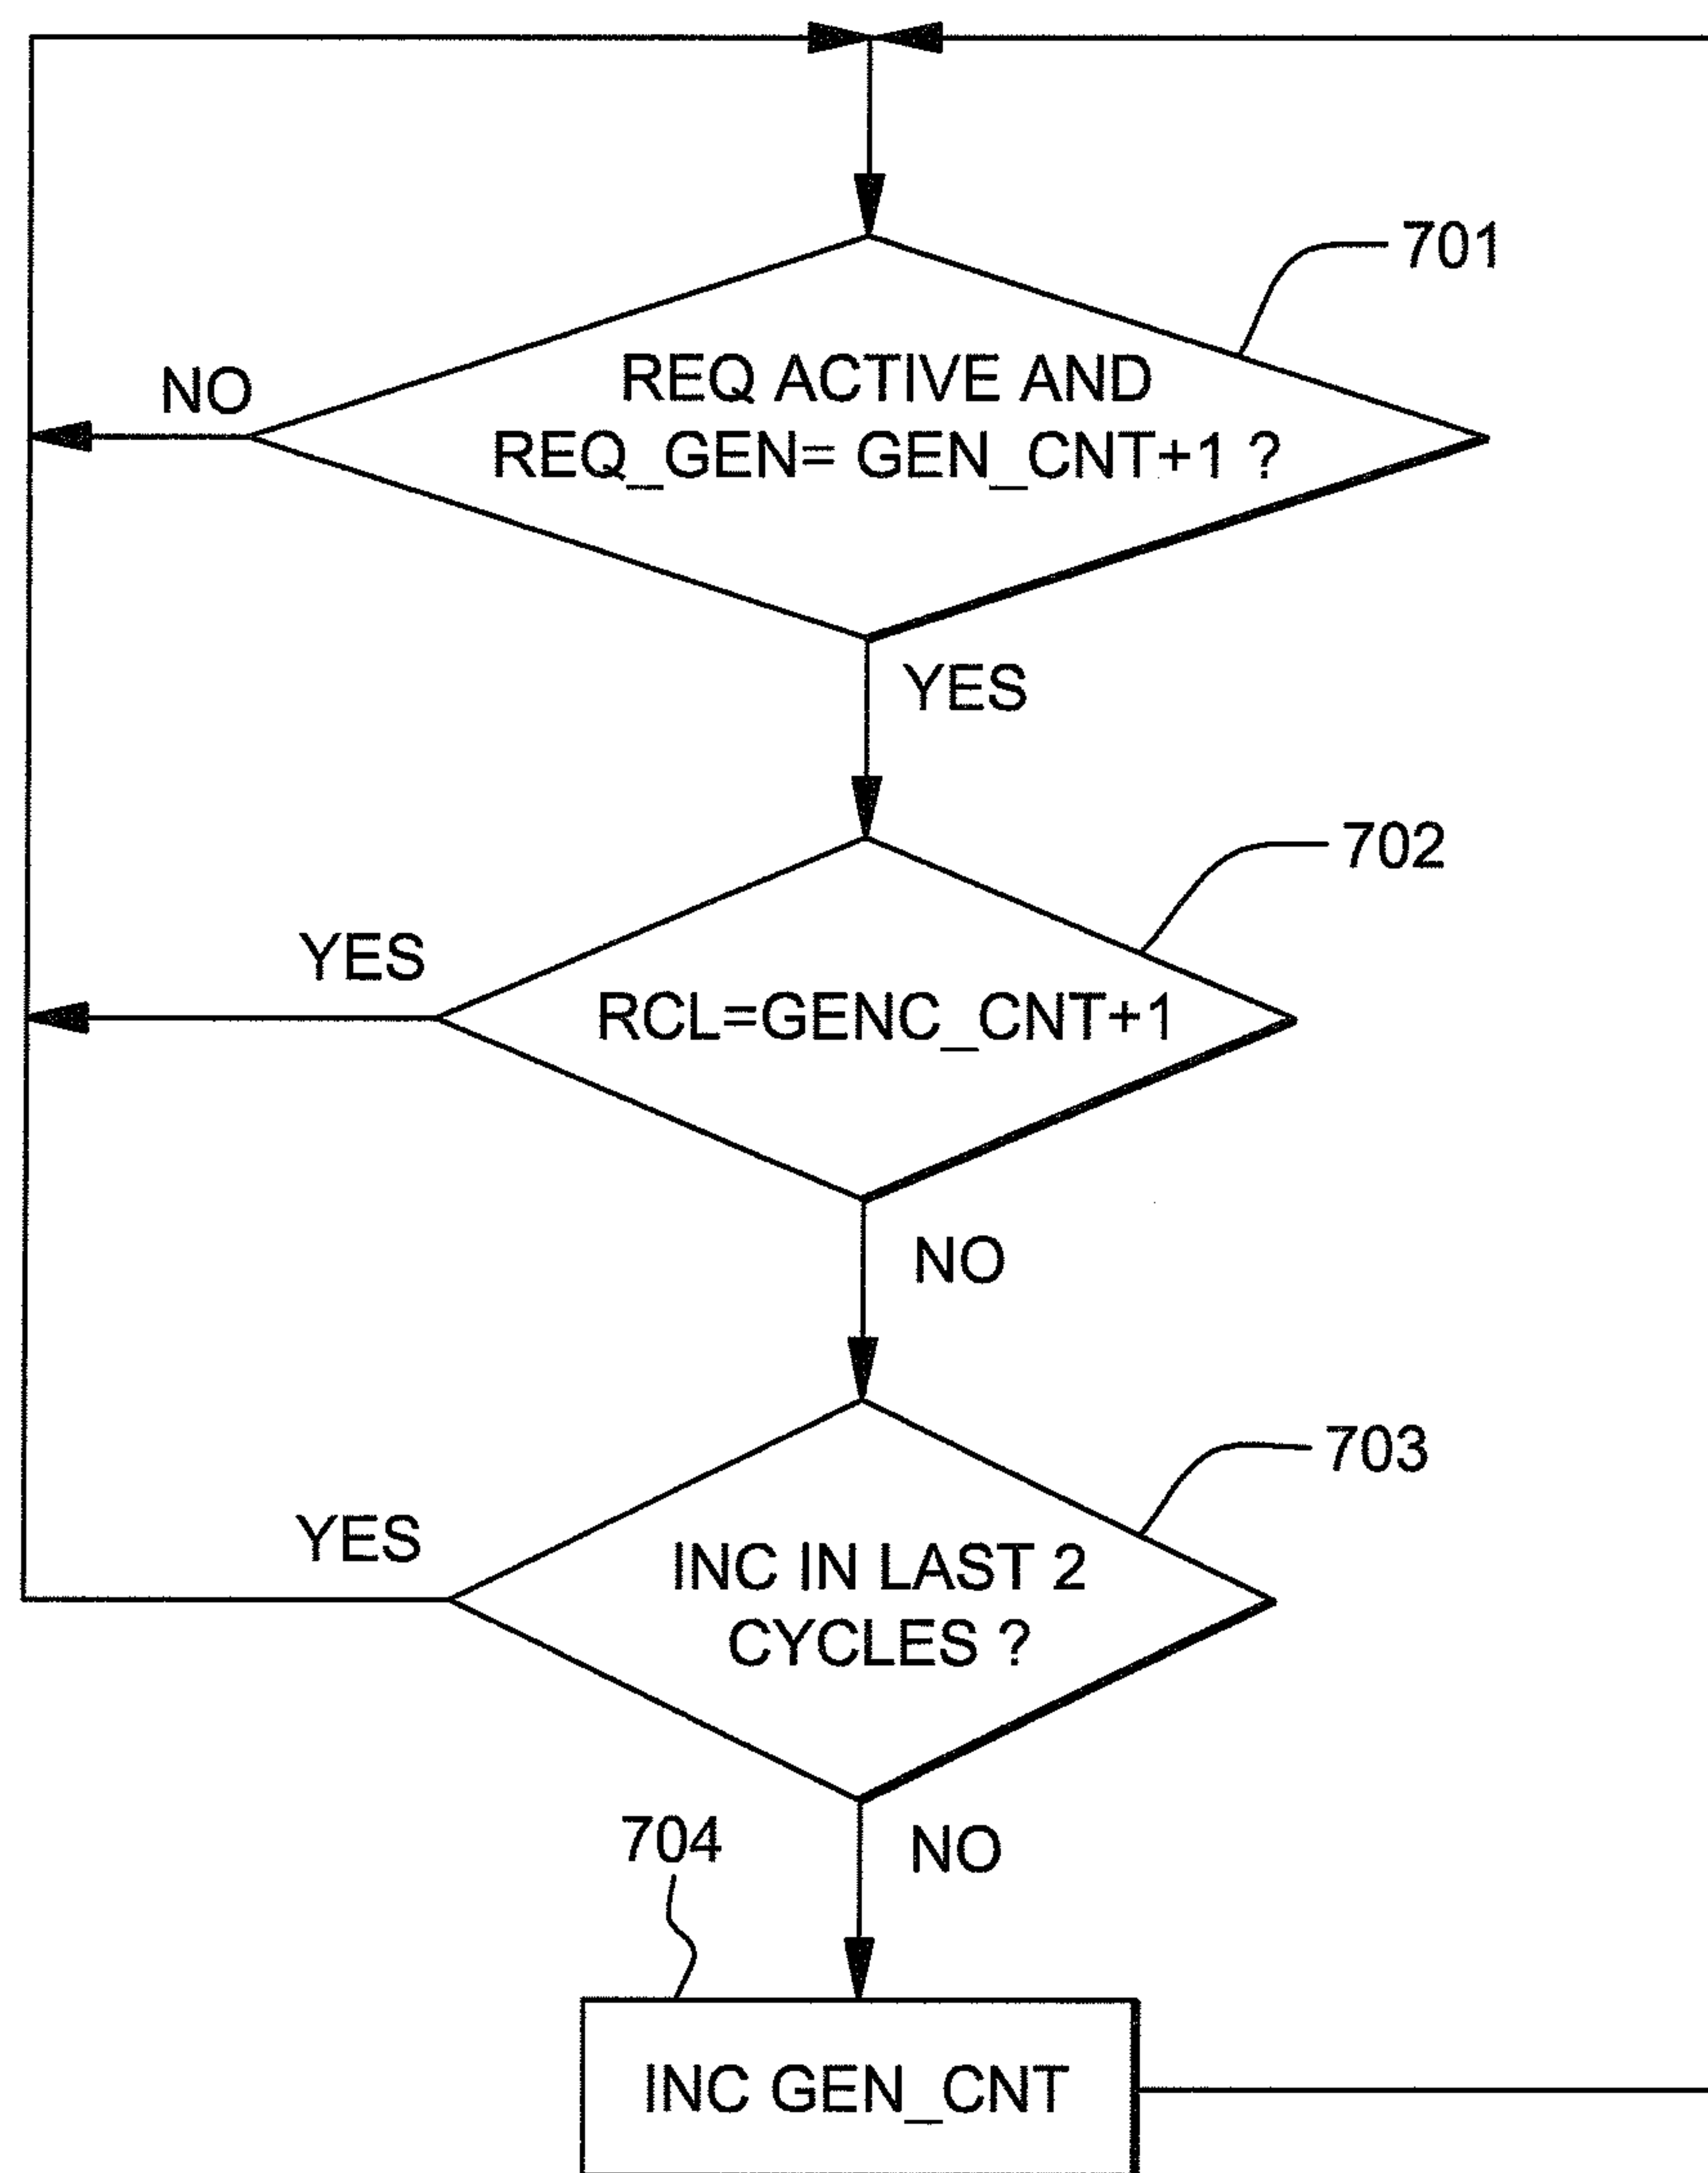 701
REQ ACTIVE AND
REQ_GEN= GEN_CNT+1 ?
NO
YES
702
YES
RCL=GENC_CNT+1
NO
703
YES
INC IN LAST 2
CYCLES ?
704
NO
INC GEN_CNT